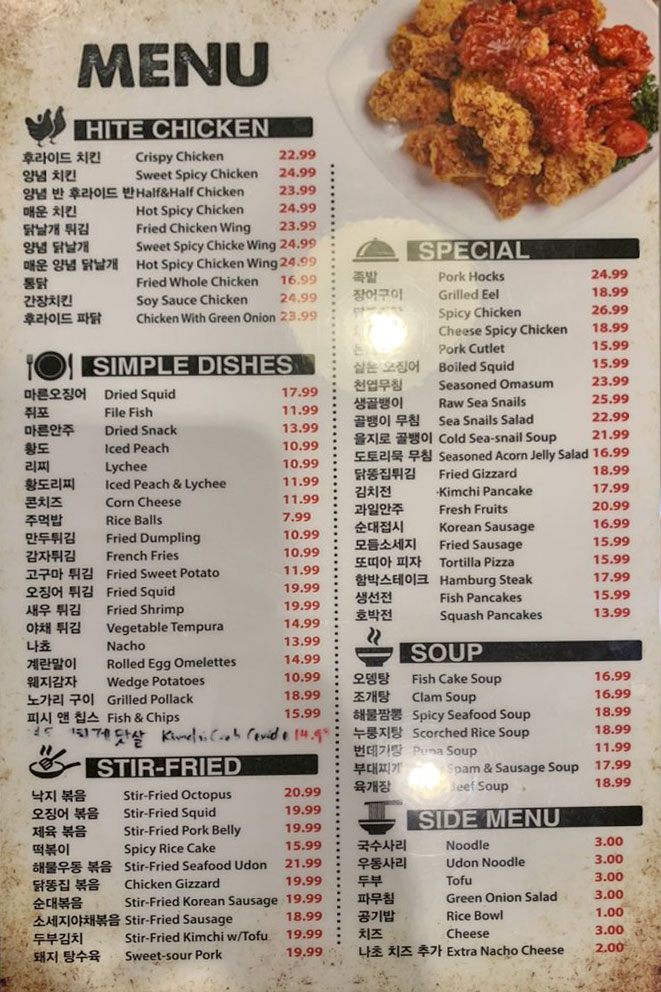 MENU
HITE CHICKEN
후라이드 치킨 Crispy Chicken 22.99
양념 치킨 Sweet Spicy Chicken 24.99
양념 반 후라이드 반 Half&Half Chicken 23.99
매운 치킨 Hot Spicy Chicken 24.99
닭날개 튀김 Fried Chicken Wing 23.99
양념 닭날개 Sweet Spicy Chicke Wing 24.99
매운 양념 닭날개 Hot Spicy Chicken Wing 24.99
통닭 Fried Whole Chicken 16.99
간장치킨 Soy Sauce Chicken 24.99
후라이드 파닭 Chicken With Green Onion 23.99
SIMPLE DISHES
마른오징어 Dried Squid 17.99
쥐포 File Fish 11.99
마른안주 Dried Snack 13.99
황도 Iced Peach 10.99
리찌 Lychee 10.99
황도리찌 Iced Peach & Lychee 11.99
콘치즈 Corn Cheese 11.99
주먹밥 Rice Balls 7.99
만두튀김 Fried Dumpling 10.99
감자튀김 French Fries 10.99
고구마 튀김 Fried Sweet Potato 11.99
오징어 튀김 Fried Squid 19.99
새우 튀김 Fried Shrimp 19.99
야채 튀김 Vegetable Tempura 14.99
나쵸 Nacho 13.99
계란말이 Rolled Egg Omelettes 14.99
웨지감자 Wedge Potatoes 10.99
노가리 구이 Grilled Pollack 18.99
피시 앤 칩스 Fish & Chips 15.99
STIR-FRIED
낙지 볶음 Stir-Fried Octopus 20.99
오징어 볶음 Stir-Fried Squid 19.99
제육 볶음 Stir-Fried Pork Belly 19.99
떡볶이 Spicy Rice Cake 15.99
해물우동 볶음 Stir-Fried Seafood Udon 21.99
닭똥집 볶음 Chicken Gizzard 19.99
순대볶음 Stir-Fried Korean Sausage 19.99
소세지야채볶음 Stir-Fried Sausage 18.99
두부김치 Stir-Fried Kimchi w/Tofu 19.99
돼지 탕수육 Sweet-sour Pork 19.99
SPECIAL
족발 Pork Hocks 24.99
장어구이 Grilled Eel 18.99
Spicy Chicken 26.99
Cheese Spicy Chicken 18.99
Pork Cutlet 15.99
삶은 오징어 Boiled Squid 15.99
천엽무침 Seasoned Omasum 23.99
생골뱅이 Raw Sea Snails 25.99
골뱅이 무침 Sea Snails Salad 22.99
을지로 골뱅이 Cold Sea-snail Soup 21.99
도토리묵 무침 Seasoned Acorn Jelly Salad 16.99
닭똥집튀김 Fried Gizzard 18.99
김치전 Kimchi Pancake 17.99
과일안주 Fresh Fruits 20.99
순대접시 Korean Sausage 16.99
모듬소세지 Fried Sausage 15.99
또띠아 피자 Tortilla Pizza 15.99
함박스테이크 Hamburg Steak 17.99
생선전 Fish Pancakes 15.99
호박전 Squash Pancakes 13.99
SOUP
오뎅탕 Fish Cake Soup 16.99
조개탕 Clam Soup 16.99
해물짬뽕 Spicy Seafood Soup 18.99
누룽지탕 Scorched Rice Soup 18.99
번데기탕 Pupa Soup 11.99
부대찌개 Spam & Sausage Soup 17.99
육개장 Beef Soup 18.99
SIDE MENU
국수사리 Noodle 3.00
우동사리 Udon Noodle 3.00
두부 Tofu 3.00
파무침 Green Onion Salad 3.00
공기밥 Rice Bowl 1.00
치즈 Cheese 3.00
나초 치즈 추가 Extra Nacho Cheese 2.00